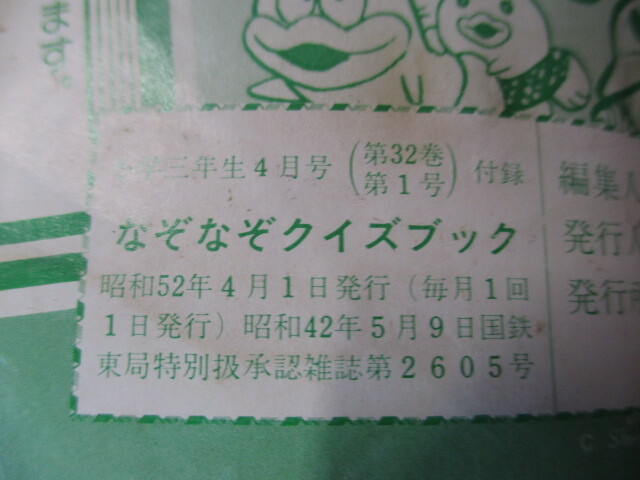 三年生4月号(第32巻第1号)付録
なぞなぞクイズブック
昭和52年4月1日発行(毎月1回
1日発行)昭和42年5月9日国鉄
東局特別扱承認雑誌第2605号
編集
発行
発行
C